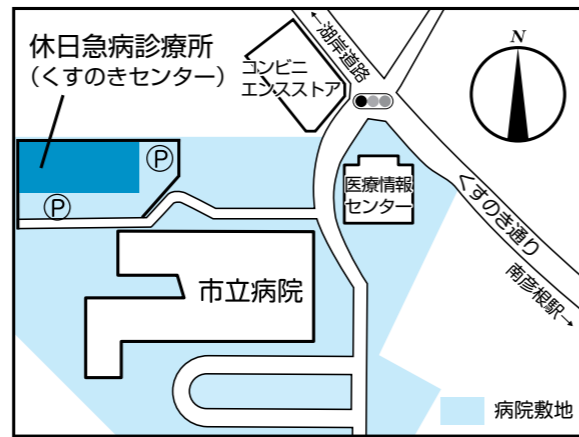 休日急病診療所
（くすのきセンター）
←湖岸道路
コンビニ
エンスストア
N
P
P
医療情報
センター
くすのき通り
南彦根駅→
市立病院
病院敷地